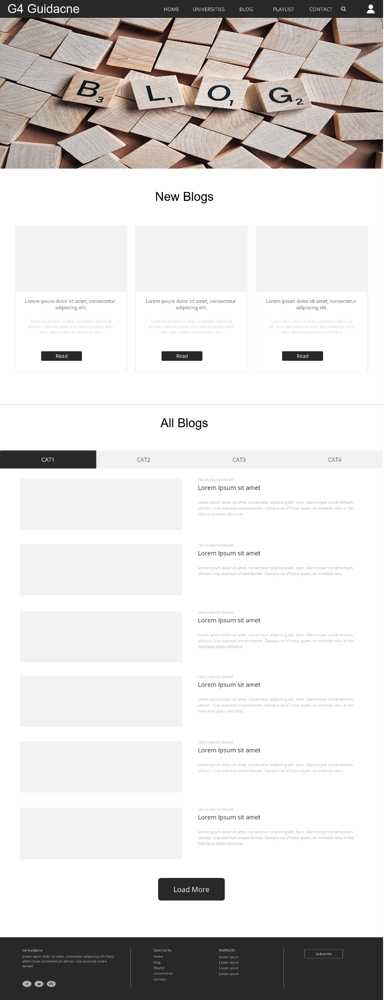 G4 Guidacne
HOME UNIVERSITIES BLOG PLAYLIST CONTACT
B3 L1 O1 G2
New Blogs
Lorem ipsum dolor sit amet, consectetur
adipiscing elit.
Lorem ipsum dolor sit amet, consectetur adipiscing
elit. Nunc eget sollicitudin arcu. Sed consectetur dolor
diam, eget volutpat est accumsan quis.
Read
Lorem ipsum dolor sit amet, consectetur
adipiscing elit.
Lorem ipsum dolor sit amet, consectetur adipiscing
elit. Nunc eget sollicitudin arcu. Sed consectetur dolor
diam, eget volutpat est accumsan quis.
Read
Lorem ipsum dolor sit amet, consectetur
adipiscing elit.
Lorem ipsum dolor sit amet, consectetur adipiscing
elit. Nunc eget sollicitudin arcu. Sed consectetur dolor
diam, eget volutpat est accumsan quis.
Read
All Blogs
CAT1 CAT2 CAT3 CAT4
CRAS EUISMOD ORNADE
Lorem Ipsum sit amet
Lorem ipsum dolor sit amet, consectetur adipiscing elit. Nunc ullamcorper condimentum
ultrices. Cras euismod ornare laoreet. Quisque vel efficitur quam, eu molestie odio. In hac
habitasse platea dictumst.
CRAS EUISMOD ORNADE
Lorem Ipsum sit amet
Lorem ipsum dolor sit amet, consectetur adipiscing elit. Nunc ullamcorper condimentum
ultrices. Cras euismod ornare laoreet. Quisque vel efficitur quam, eu molestie odio.
CRAS EUISMOD ORNADE
Lorem Ipsum sit amet
Lorem ipsum dolor sit amet, consectetur adipiscing elit. Nunc ullamcorper condimentum
ultrices. Cras euismod ornare laoreet. Quisque vel efficitur quam, eu molestie odio. In hac
habitasse platea dictumst.
CRAS EUISMOD ORNADE
Lorem Ipsum sit amet
Lorem ipsum dolor sit amet, consectetur adipiscing elit. Nunc ullamcorper condimentum
ultrices. Cras euismod ornare laoreet. Quisque vel efficitur quam, eu molestie odio. In hac
habitasse platea dictumst.
CRAS EUISMOD ORNADE
Lorem Ipsum sit amet
Lorem ipsum dolor sit amet, consectetur adipiscing elit. Nunc ullamcorper condimentum
ultrices. Cras euismod ornare laoreet. Quisque vel efficitur quam, eu molestie odio.
CRAS EUISMOD ORNADE
Lorem Ipsum sit amet
Lorem ipsum dolor sit amet, consectetur adipiscing elit. Nunc ullamcorper condimentum
ultrices. Cras euismod ornare laoreet. Quisque vel efficitur quam, eu molestie odio. In hac
habitasse platea dictumst.
Load More
G4 Guidacne
Lorem ipsum dolor sit amet, consectetur adipiscing elit. Nunc
ullamcorper condimentum ultrices. Cras euismod ornare
laoreet.
Quick Links
Home
Blog
Playlist
Universiities
Contact
PARTNERS
Lorem Ipsum
Lorem Ipsum
Lorem Ipsum
Lorem Ipsum
Subccribe